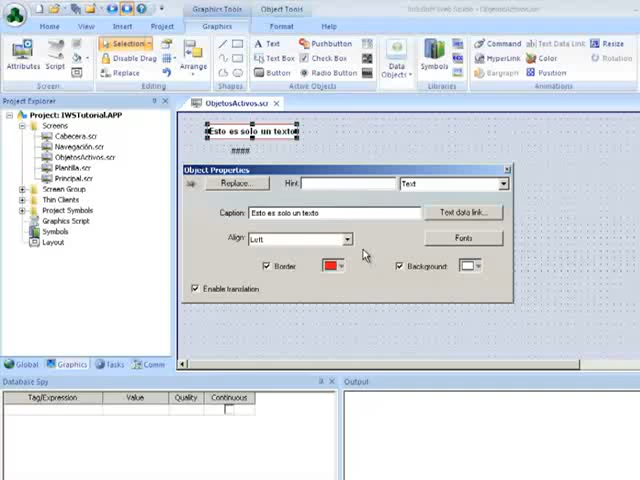 Graphics Tools
Object Tools
InduSoft Web Studio - ObjetosActivos.scr
Home
View
Insert
Project
Graphics
Format
Help
Attributes
Script
Screen
Selection
Disable Drag
Replace
Editing
Arrange
Shapes
Text
Text Box
Button
Pushbutton
Check Box
Radio Button
Active Objects
Data
Objects
Symbols
Libraries
Command
HyperLink
Bargraph
Text Data Link
Color
Position
Resize
Rotation
Animations
Project Explorer
Project: IWSTutorial.APP
Screens
Cabecera.scr
Navegación.scr
ObjetosActivos.scr
Plantilla.scr
Principal.scr
Screen Group
Thin Clients
Project Symbols
Graphics Script
Symbols
Layout
Global
Graphics
Tasks
Comm
ObjetosActivos.scr
Esto es solo un texto
####
Object Properties
Replace...
Hint:
Text
Caption:
Esto es solo un texto
Text data link...
Align:
Left
Fonts
Border:
Background:
Enable translation
Database Spy
Tag/Expression
Value
Quality
Continuous
Output